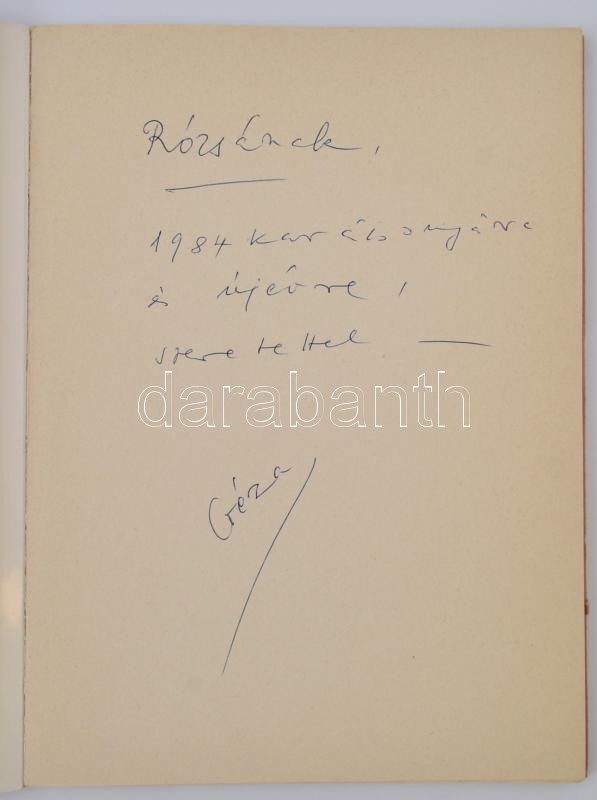 Rózsának,
1984 karácsonyára
és újévre,
szeretettel —
darabanth
Géza